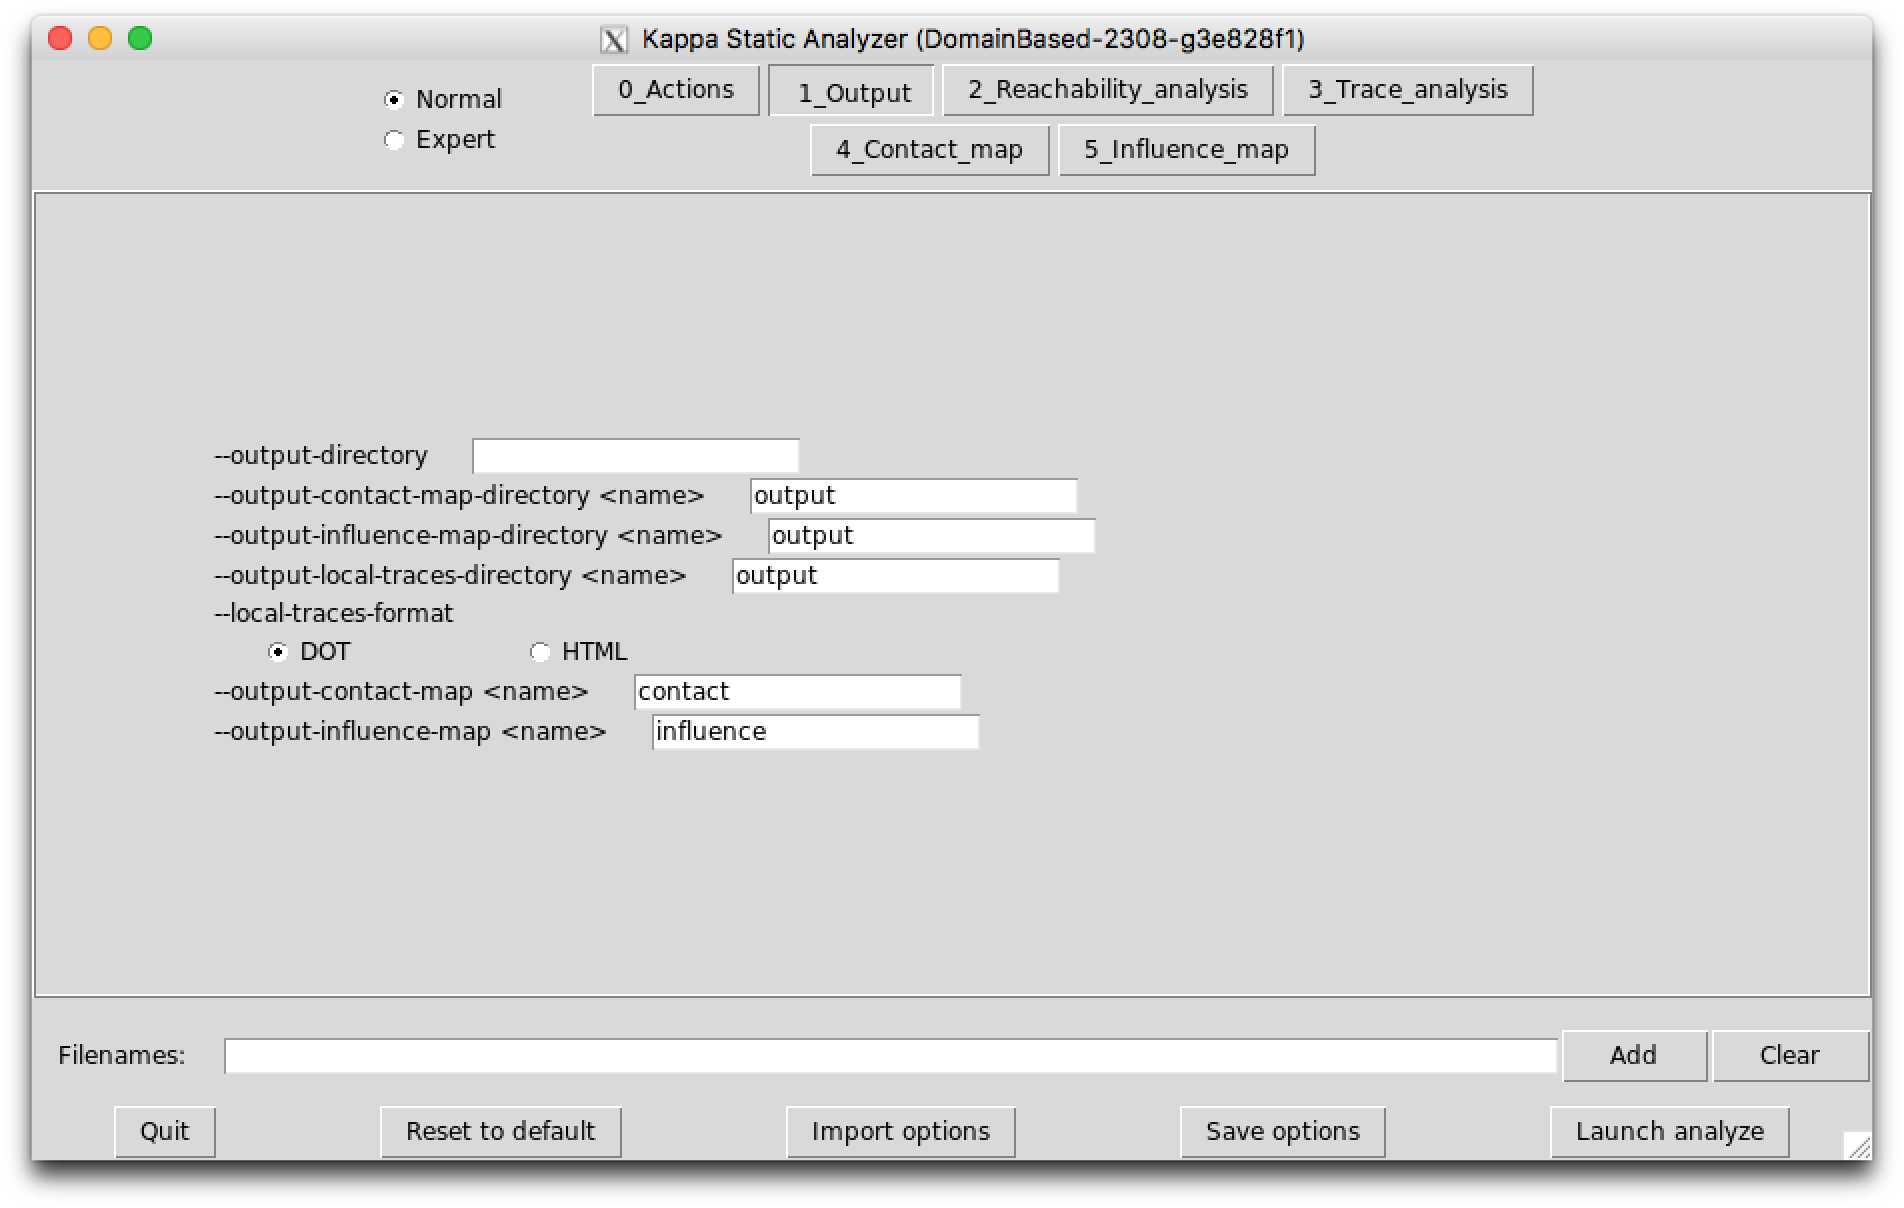 Kappa Static Analyzer (DomainBased-2308-g3e828f1)
Normal
Expert
0_Actions 1_Output 2_Reachability_analysis 3_Trace_analysis
4_Contact_map 5_Influence_map
--output-directory
--output-contact-map-directory <name> output
--output-influence-map-directory <name> output
--output-local-traces-directory <name> output
--local-traces-format
DOT HTML
--output-contact-map <name> contact
--output-influence-map <name> influence
Filenames: Add Clear
Quit Reset to default Import options Save options Launch analyze